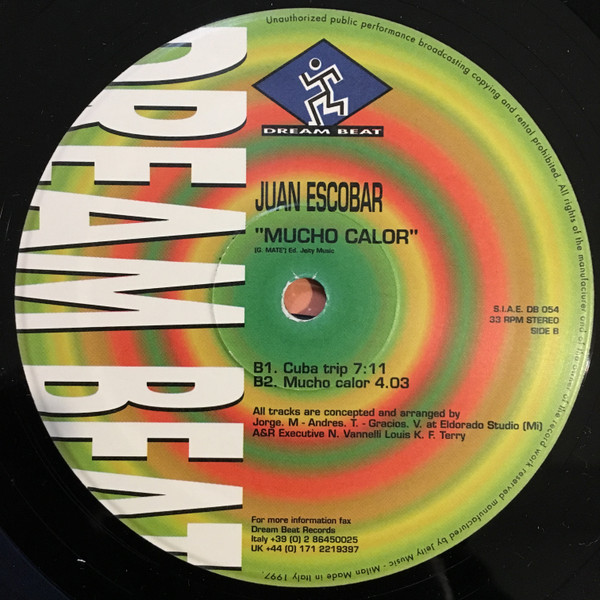 Unauthorized public performance broadcasting copying and rental prohibited. All rights of the manufacturer and of the owner of the record work reserved manufactured by Jeity Music - Milan Made in Italy 1997.
DREAM BEAT
DREAM BEAT
JUAN ESCOBAR
"MUCHO CALOR"
(G. MATE') Ed. Jeity Music
S.I.A.E. DB 054
33 RPM STEREO
SIDE B
B1. Cuba trip 7:11
B2. Mucho calor 4.03
All tracks are concepted and arranged by
Jorge. M - Andres. T. - Gracios. V. at Eldorado Studio (Mi)
A&R Executive N. Vannelli Louis K. F. Terry
For more information fax
Dream Beat Records
Italy +39 (0) 2 86450025
UK +44 (0) 171 2219397